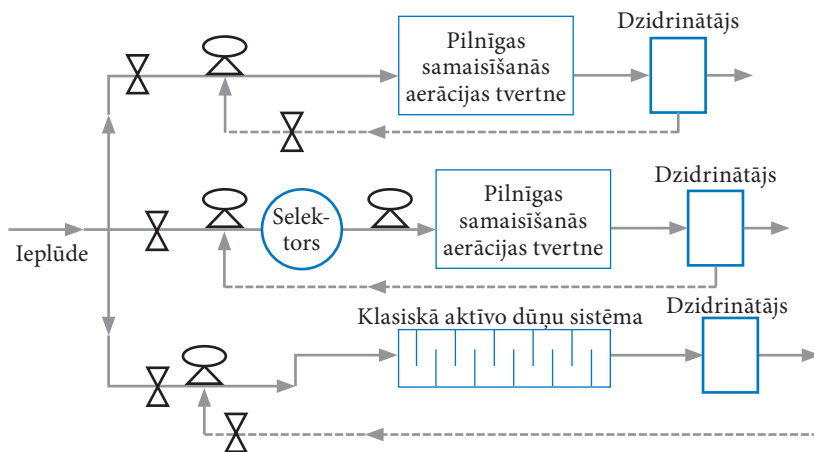 Dzidrinātājs
Pilnīgas
samaisīšanās
aerācijas tvertne
Dzidrinātājs
Pilnīgas
samaisīšanās
aerācijas tvertne
Selek-
tors
Ieplūde
Klasiskā aktīvo dūņu sistēma
Dzidrinātājs